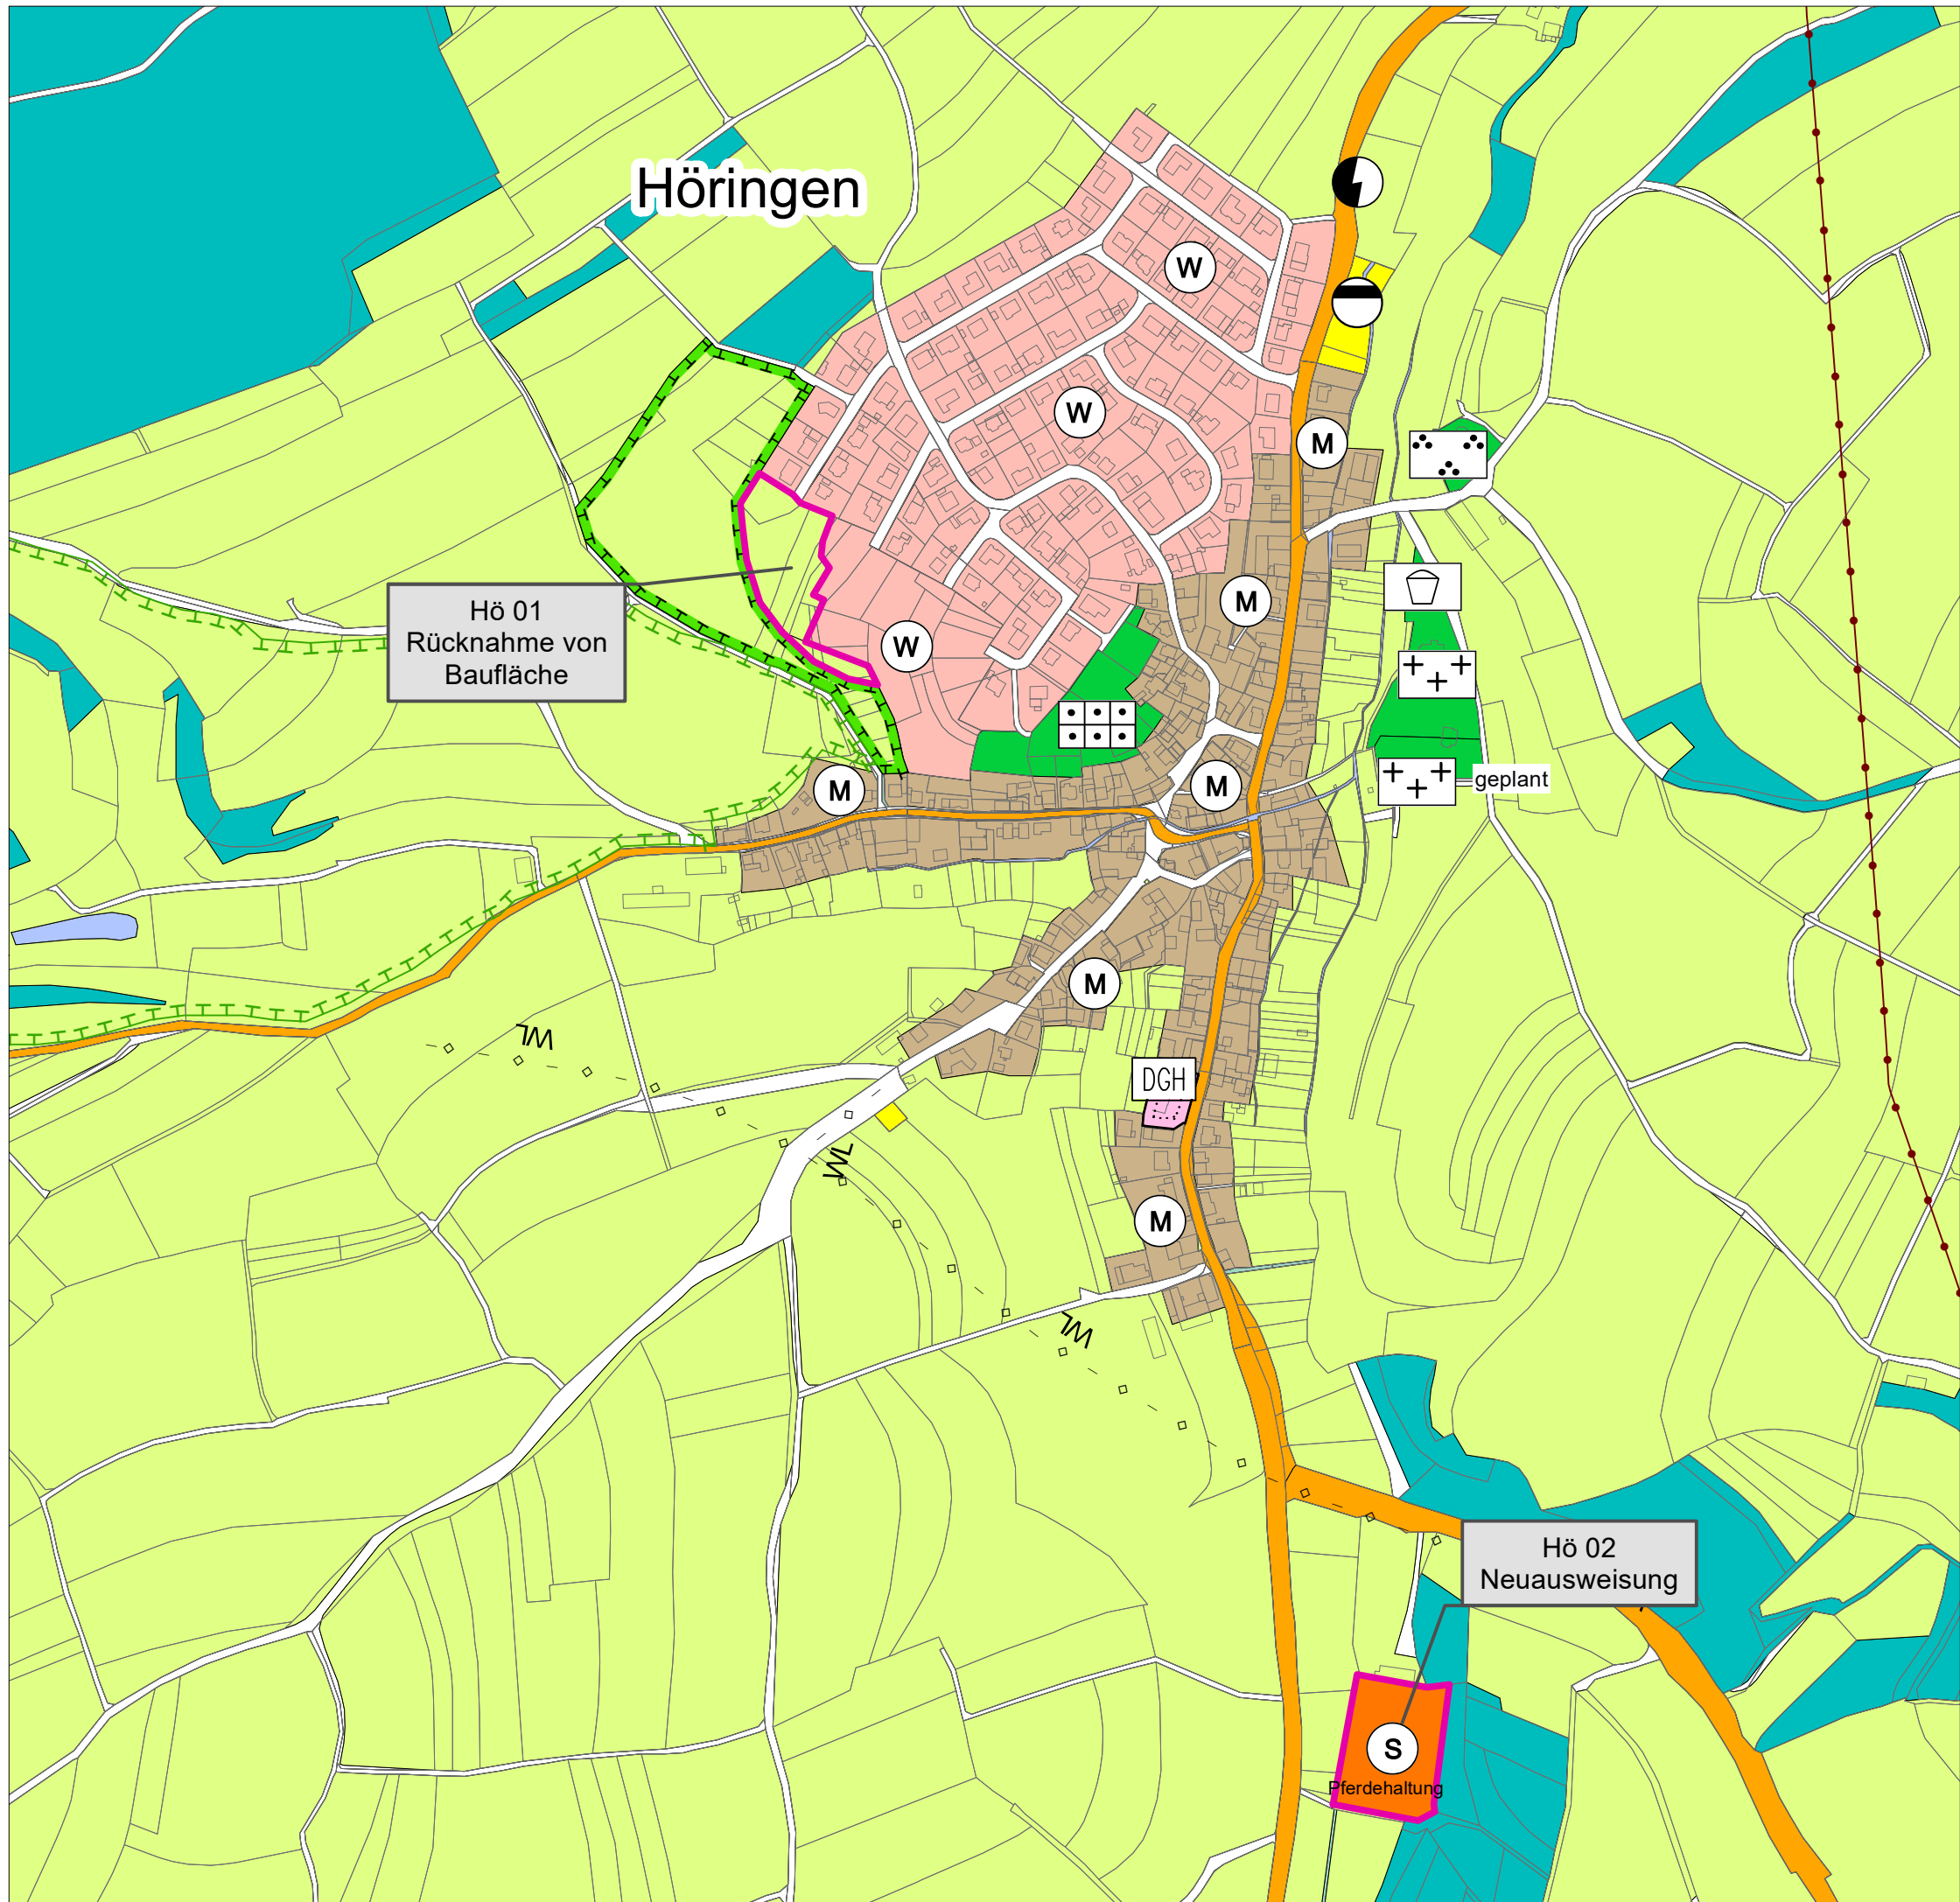 Höringen
W
W
M
Hö 01
Rücknahme von
Baufläche
M
W
M
M
geplant
M
WL
DGH
WL
M
WL
Hö 02
Neuausweisung
S
Pferdehaltung